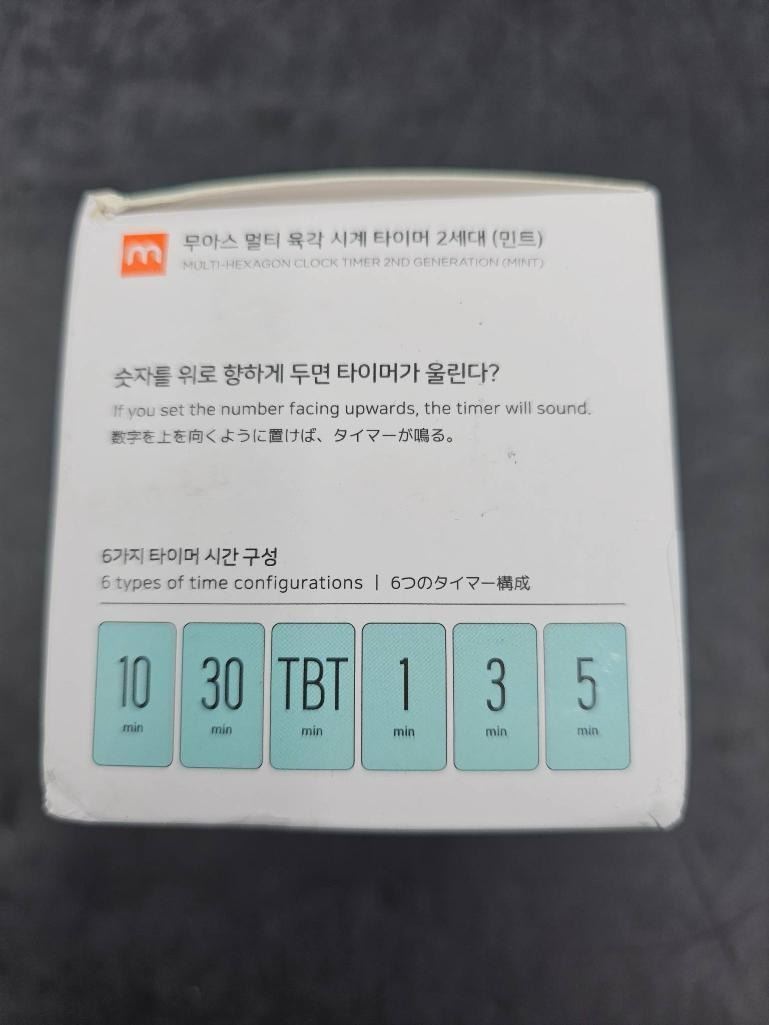 m 무아스 멀티 육각 시계 타이머 2세대 (민트)
MULTI-HEXAGON CLOCK TIMER 2ND GENERATION (MINT)
숫자를 위로 향하게 두면 타이머가 울린다?
If you set the number facing upwards, the timer will sound.
数字を上を向くように置けば、タイマーが鳴る。
6가지 타이머 시간 구성
6 types of time configurations | 6つのタイマー構成
10 30 TBT 1 3 5
min min min min min min